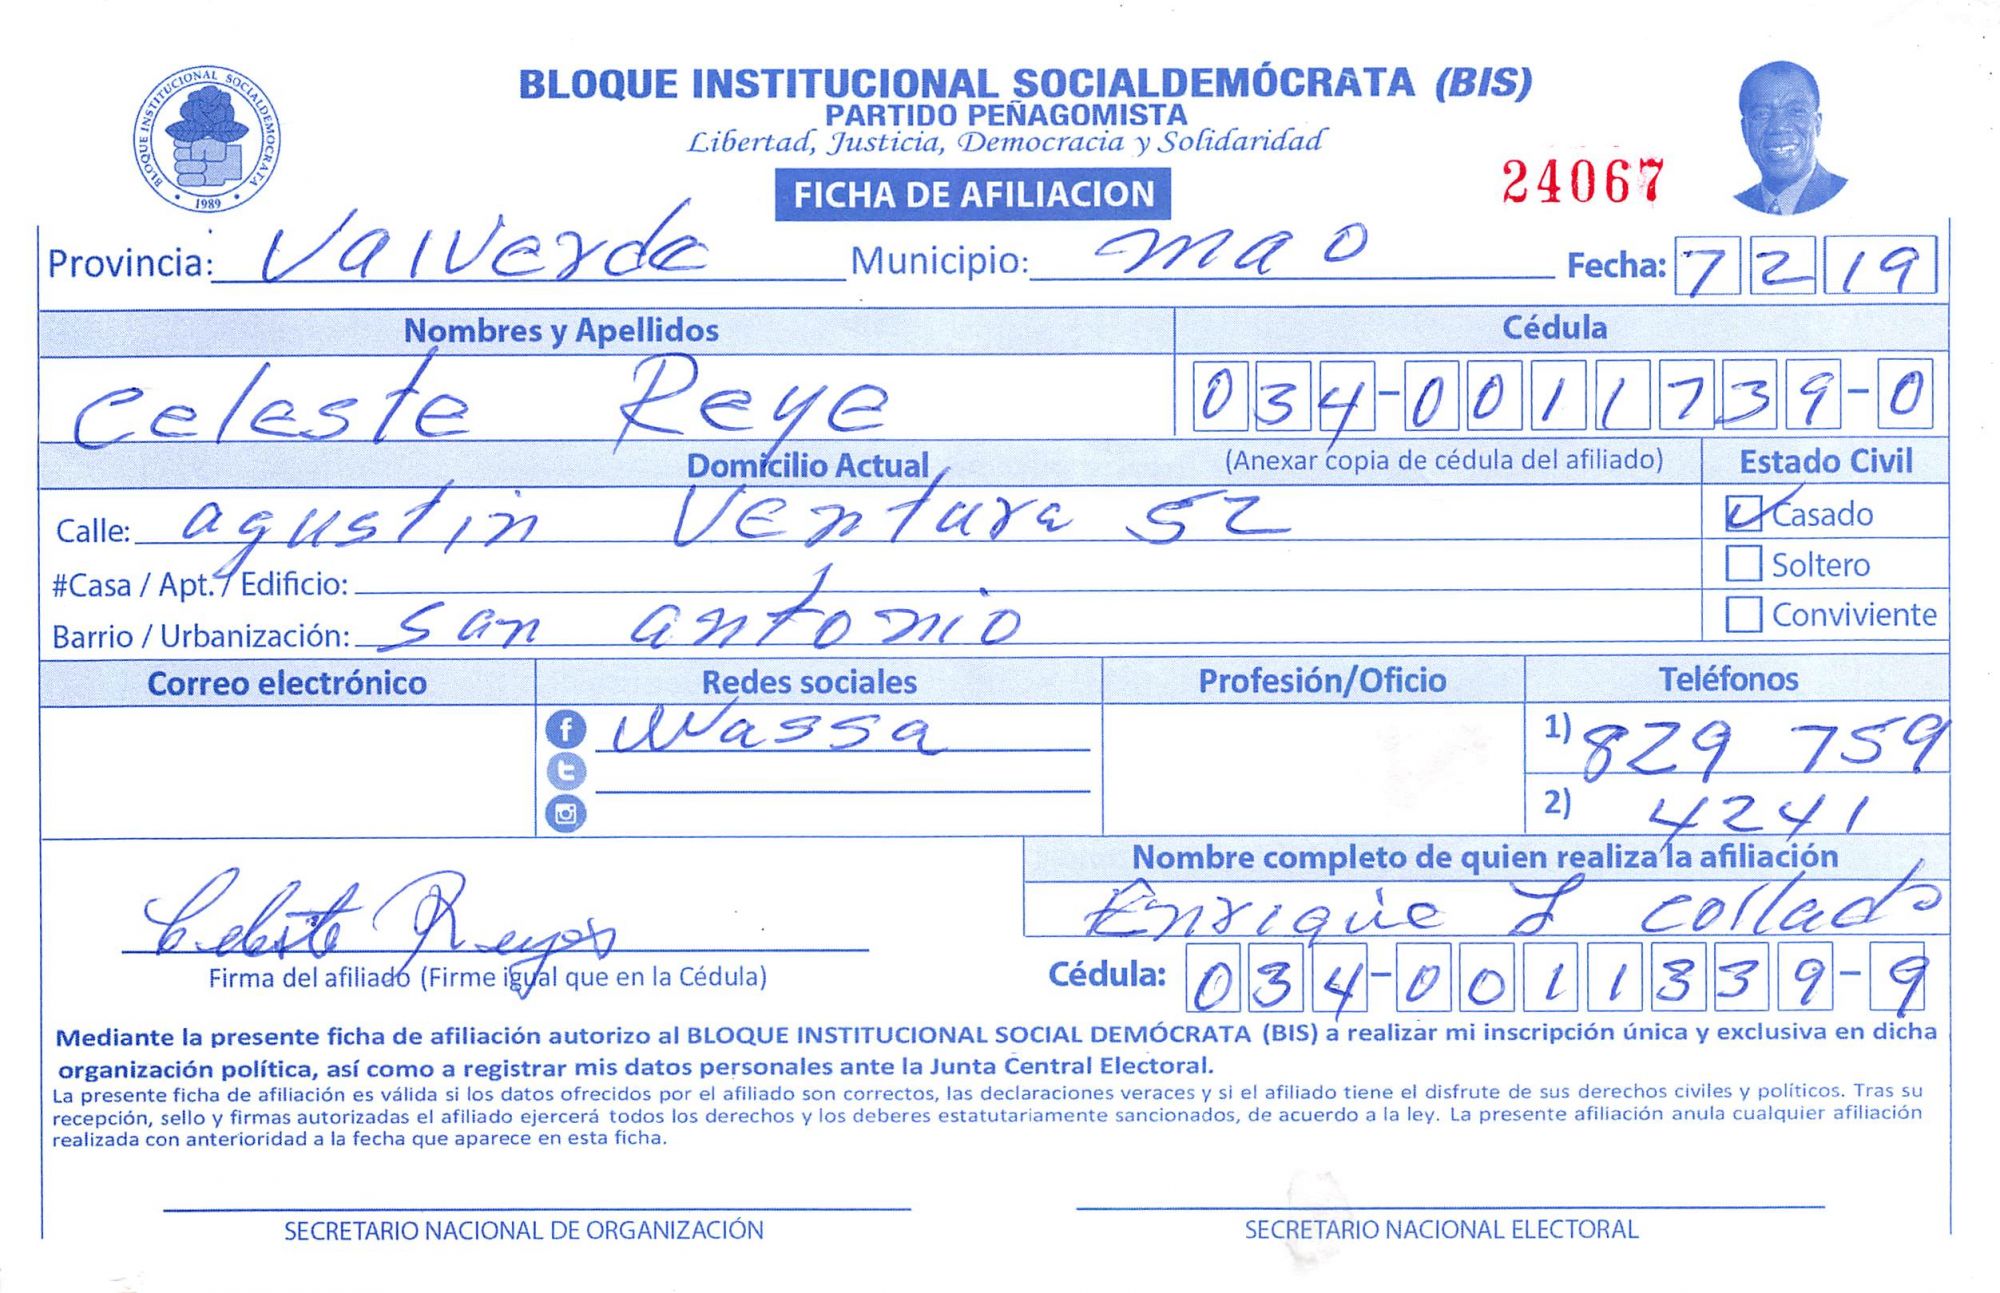 BLOQUE INSTITUCIONAL SOCIALDEMOCRATA
1989
BLOQUE INSTITUCIONAL SOCIALDEMÓCRATA (BIS)
PARTIDO PEÑAGOMISTA
Libertad, Justicia, Democracia y Solidaridad
FICHA DE AFILIACION
24067
Provincia: Valverde Municipio: mao Fecha: 7 2 19
Nombres y Apellidos Cédula
Celeste Reye 034-0011739-0
Domicilio Actual (Anexar copia de cédula del afiliado) Estado Civil
Calle: agustin Ventura 52 Casado
#Casa / Apt. / Edificio: Soltero
Barrio / Urbanización: San antonio Conviviente
Correo electrónico Redes sociales Profesión/Oficio Teléfonos
Wassa 1) 829 759
2) 4241
Nombre completo de quien realiza la afiliación
Celeste Reyes Enrique L Collado
Firma del afiliado (Firme igual que en la Cédula) Cédula: 034-0011339-9
Mediante la presente ficha de afiliación autorizo al BLOQUE INSTITUCIONAL SOCIAL DEMÓCRATA (BIS) a realizar mi inscripción única y exclusiva en dicha
organización política, así como a registrar mis datos personales ante la Junta Central Electoral.
La presente ficha de afiliación es válida si los datos ofrecidos por el afiliado son correctos, las declaraciones veraces y si el afiliado tiene el disfrute de sus derechos civiles y políticos. Tras su
recepción, sello y firmas autorizadas el afiliado ejercerá todos los derechos y los deberes estatutariamente sancionados, de acuerdo a la ley. La presente afiliación anula cualquier afiliación
realizada con anterioridad a la fecha que aparece en esta ficha.
SECRETARIO NACIONAL DE ORGANIZACIÓN SECRETARIO NACIONAL ELECTORAL